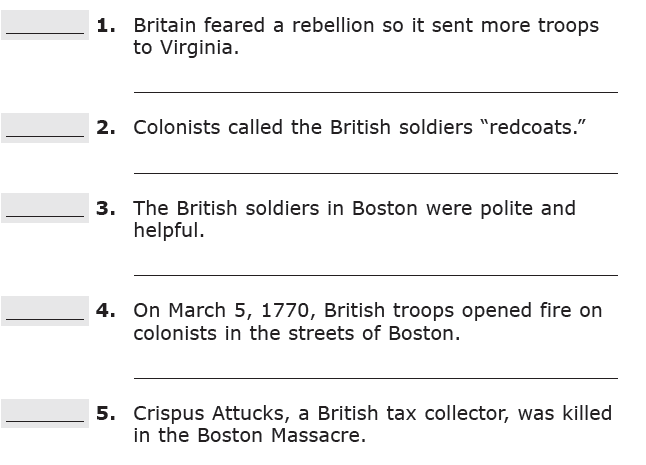 1. Britain feared a rebellion so it sent more troops
to Virginia.
2. Colonists called the British soldiers “redcoats.”
3. The British soldiers in Boston were polite and
helpful.
4. On March 5, 1770, British troops opened fire on
colonists in the streets of Boston.
5. Crispus Attucks, a British tax collector, was killed
in the Boston Massacre.